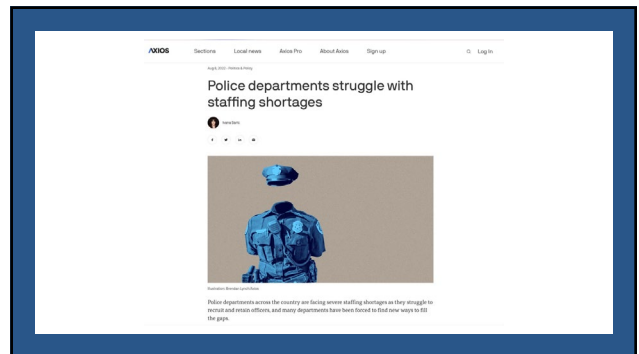 AXIOS
Sections Local news Axios Pro About Axios Sign up Log In
Police departments struggle with
staffing shortages
Police departments across the country are facing severe staffing shortages as they struggle to
recruit and retain officers, and many departments have been forced to find new ways to fill
the gaps.